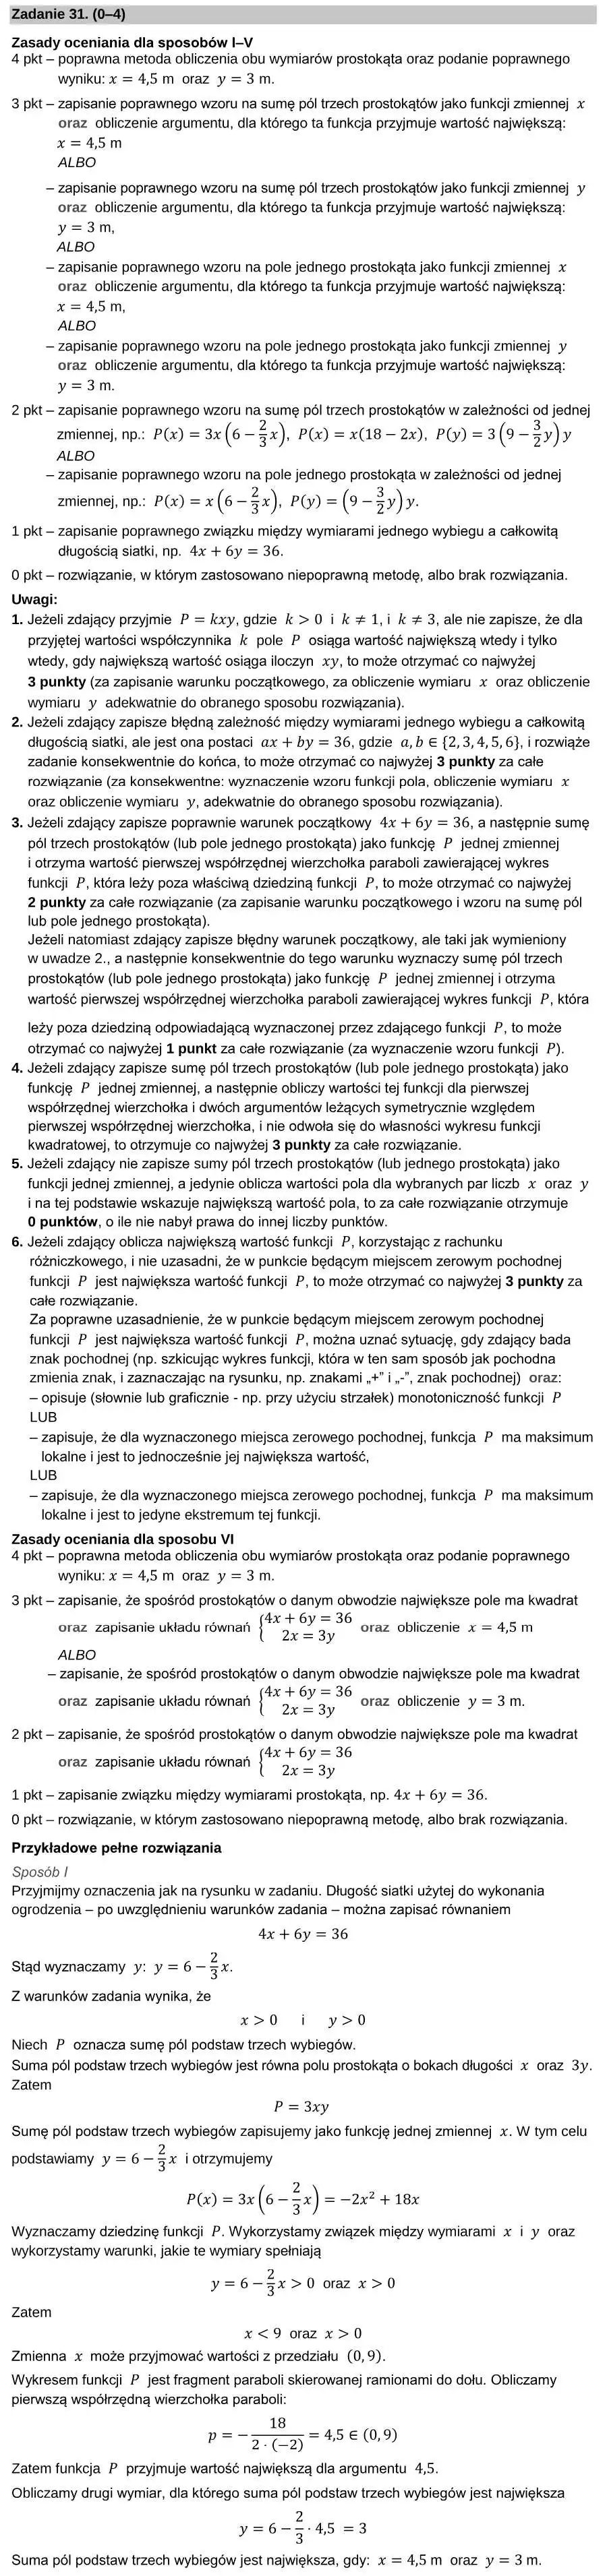 Zadanie 31. (0–4)
Zasady oceniania dla sposobów I–V
4 pkt – poprawna metoda obliczenia obu wymiarów prostokąta oraz podanie poprawnego
wyniku: x = 4,5 m oraz y = 3 m.
3 pkt – zapisanie poprawnego wzoru na sumę pól trzech prostokątów jako funkcji zmiennej x
oraz obliczenie argumentu, dla którego ta funkcja przyjmuje wartość największą:
x = 4,5 m
ALBO
– zapisanie poprawnego wzoru na sumę pól trzech prostokątów jako funkcji zmiennej y
oraz obliczenie argumentu, dla którego ta funkcja przyjmuje wartość największą:
y = 3 m,
ALBO
– zapisanie poprawnego wzoru na pole jednego prostokąta jako funkcji zmiennej x
oraz obliczenie argumentu, dla którego ta funkcja przyjmuje wartość największą:
x = 4,5 m,
ALBO
– zapisanie poprawnego wzoru na pole jednego prostokąta jako funkcji zmiennej y
oraz obliczenie argumentu, dla którego ta funkcja przyjmuje wartość największą:
y = 3 m.
2 pkt – zapisanie poprawnego wzoru na sumę pól trzech prostokątów w zależności od jednej
zmiennej, np.: P(x) = 3x(6 − 2/3 x), P(x) = x(18 − 2x), P(y) = 3(9 − 3/2 y)y
ALBO
– zapisanie poprawnego wzoru na pole jednego prostokąta w zależności od jednej
zmiennej, np.: P(x) = x(6 − 2/3 x), P(y) = (9 − 3/2 y)y.
1 pkt – zapisanie poprawnego związku między wymiarami jednego wybiegu a całkowitą
długością siatki, np. 4x + 6y = 36.
0 pkt – rozwiązanie, w którym zastosowano niepoprawną metodę, albo brak rozwiązania.
Uwagi:
1. Jeżeli zdający przyjmie P = kxy, gdzie k > 0 i k ≠ 1, i k ≠ 3, ale nie zapisze, że dla
przyjętej wartości współczynnika k pole P osiąga wartość największą wtedy i tylko
wtedy, gdy największą wartość osiąga iloczyn xy, to może otrzymać co najwyżej
3 punkty (za zapisanie warunku początkowego, za obliczenie wymiaru x oraz obliczenie
wymiaru y adekwatnie do obranego sposobu rozwiązania).
2. Jeżeli zdający zapisze błędną zależność między wymiarami jednego wybiegu a całkowitą
długością siatki, ale jest ona postaci ax + by = 36, gdzie a, b ∈ {2, 3, 4, 5, 6}, i rozwiąże
zadanie konsekwentnie do końca, to może otrzymać co najwyżej 3 punkty za całe
rozwiązanie (za konsekwentne: wyznaczenie wzoru funkcji pola, obliczenie wymiaru x
oraz obliczenie wymiaru y, adekwatnie do obranego sposobu rozwiązania).
3. Jeżeli zdający zapisze poprawnie warunek początkowy 4x + 6y = 36, a następnie sumę
pól trzech prostokątów (lub pole jednego prostokąta) jako funkcję P jednej zmiennej
i otrzyma wartość pierwszej współrzędnej wierzchołka paraboli zawierającej wykres
funkcji P, która leży poza właściwą dziedziną funkcji P, to może otrzymać co najwyżej
2 punkty za całe rozwiązanie (za zapisanie warunku początkowego i wzoru na sumę pól
lub pole jednego prostokąta).
Jeżeli natomiast zdający zapisze błędny warunek początkowy, ale taki jak wymieniony
w uwadze 2., a następnie konsekwentnie do tego warunku wyznaczy sumę pól trzech
prostokątów (lub pole jednego prostokąta) jako funkcję P jednej zmiennej i otrzyma
wartość pierwszej współrzędnej wierzchołka paraboli zawierającej wykres funkcji P, która
leży poza dziedziną odpowiadającą wyznaczonej przez zdającego funkcji P, to może
otrzymać co najwyżej 1 punkt za całe rozwiązanie (za wyznaczenie wzoru funkcji P).
4. Jeżeli zdający zapisze sumę pól trzech prostokątów (lub pole jednego prostokąta) jako
funkcję P jednej zmiennej, a następnie obliczy wartości tej funkcji dla pierwszej
współrzędnej wierzchołka i dwóch argumentów leżących symetrycznie względem
pierwszej współrzędnej wierzchołka, i nie odwoła się do własności wykresu funkcji
kwadratowej, to otrzymuje co najwyżej 3 punkty za całe rozwiązanie.
5. Jeżeli zdający nie zapisze sumy pól trzech prostokątów (lub jednego prostokąta) jako
funkcji jednej zmiennej, a jedynie oblicza wartości pola dla wybranych par liczb x oraz y
i na tej podstawie wskazuje największą wartość pola, to za całe rozwiązanie otrzymuje
0 punktów, o ile nie nabył prawa do innej liczby punktów.
6. Jeżeli zdający oblicza największą wartość funkcji P, korzystając z rachunku
różniczkowego, i nie uzasadni, że w punkcie będącym miejscem zerowym pochodnej
funkcji P jest największa wartość funkcji P, to może otrzymać co najwyżej 3 punkty za
całe rozwiązanie.
Za poprawne uzasadnienie, że w punkcie będącym miejscem zerowym pochodnej
funkcji P jest największa wartość funkcji P, można uznać sytuację, gdy zdający bada
znak pochodnej (np. szkicując wykres funkcji, która w ten sam sposób jak pochodna
zmienia znak, i zaznaczając na rysunku, np. znakami „+” i „-”, znak pochodnej) oraz:
– opisuje (słownie lub graficznie - np. przy użyciu strzałek) monotoniczność funkcji P
LUB
– zapisuje, że dla wyznaczonego miejsca zerowego pochodnej, funkcja P ma maksimum
lokalne i jest to jednocześnie jej największa wartość,
LUB
– zapisuje, że dla wyznaczonego miejsca zerowego pochodnej, funkcja P ma maksimum
lokalne i jest to jedyne ekstremum tej funkcji.
Zasady oceniania dla sposobu VI
4 pkt – poprawna metoda obliczenia obu wymiarów prostokąta oraz podanie poprawnego
wyniku: x = 4,5 m oraz y = 3 m.
3 pkt – zapisanie, że spośród prostokątów o danym obwodzie największe pole ma kwadrat
oraz zapisanie układu równań { 4x + 6y = 36 2x = 3y oraz obliczenie x = 4,5 m
ALBO
– zapisanie, że spośród prostokątów o danym obwodzie największe pole ma kwadrat
oraz zapisanie układu równań { 4x + 6y = 36 2x = 3y oraz obliczenie y = 3 m.
2 pkt – zapisanie, że spośród prostokątów o danym obwodzie największe pole ma kwadrat
oraz zapisanie układu równań { 4x + 6y = 36 2x = 3y
1 pkt – zapisanie związku między wymiarami prostokąta, np. 4x + 6y = 36.
0 pkt – rozwiązanie, w którym zastosowano niepoprawną metodę, albo brak rozwiązania.
Przykładowe pełne rozwiązania
Sposób I
Przyjmijmy oznaczenia jak na rysunku w zadaniu. Długość siatki użytej do wykonania
ogrodzenia – po uwzględnieniu warunków zadania – można zapisać równaniem
4x + 6y = 36
Stąd wyznaczamy y: y = 6 − 2/3 x.
Z warunków zadania wynika, że
x > 0 i y > 0
Niech P oznacza sumę pól podstaw trzech wybiegów.
Suma pól podstaw trzech wybiegów jest równa polu prostokąta o bokach długości x oraz 3y.
Zatem
P = 3xy
Sumę pól podstaw trzech wybiegów zapisujemy jako funkcję jednej zmiennej x. W tym celu
podstawiamy y = 6 − 2/3 x i otrzymujemy
P(x) = 3x(6 − 2/3 x) = −2x² + 18x
Wyznaczamy dziedzinę funkcji P. Wykorzystamy związek między wymiarami x i y oraz
wykorzystamy warunki, jakie te wymiary spełniają
y = 6 − 2/3 x > 0 oraz x > 0
Zatem
x < 9 oraz x > 0
Zmienna x może przyjmować wartości z przedziału (0, 9).
Wykresem funkcji P jest fragment paraboli skierowanej ramionami do dołu. Obliczamy
pierwszą współrzędną wierzchołka paraboli:
p = − 18/(2 · (−2)) = 4,5 ∈ (0, 9)
Zatem funkcja P przyjmuje wartość największą dla argumentu 4,5.
Obliczamy drugi wymiar, dla którego suma pól podstaw trzech wybiegów jest największa
y = 6 − 2/3 · 4,5 = 3
Suma pól podstaw trzech wybiegów jest największa, gdy: x = 4,5 m oraz y = 3 m.